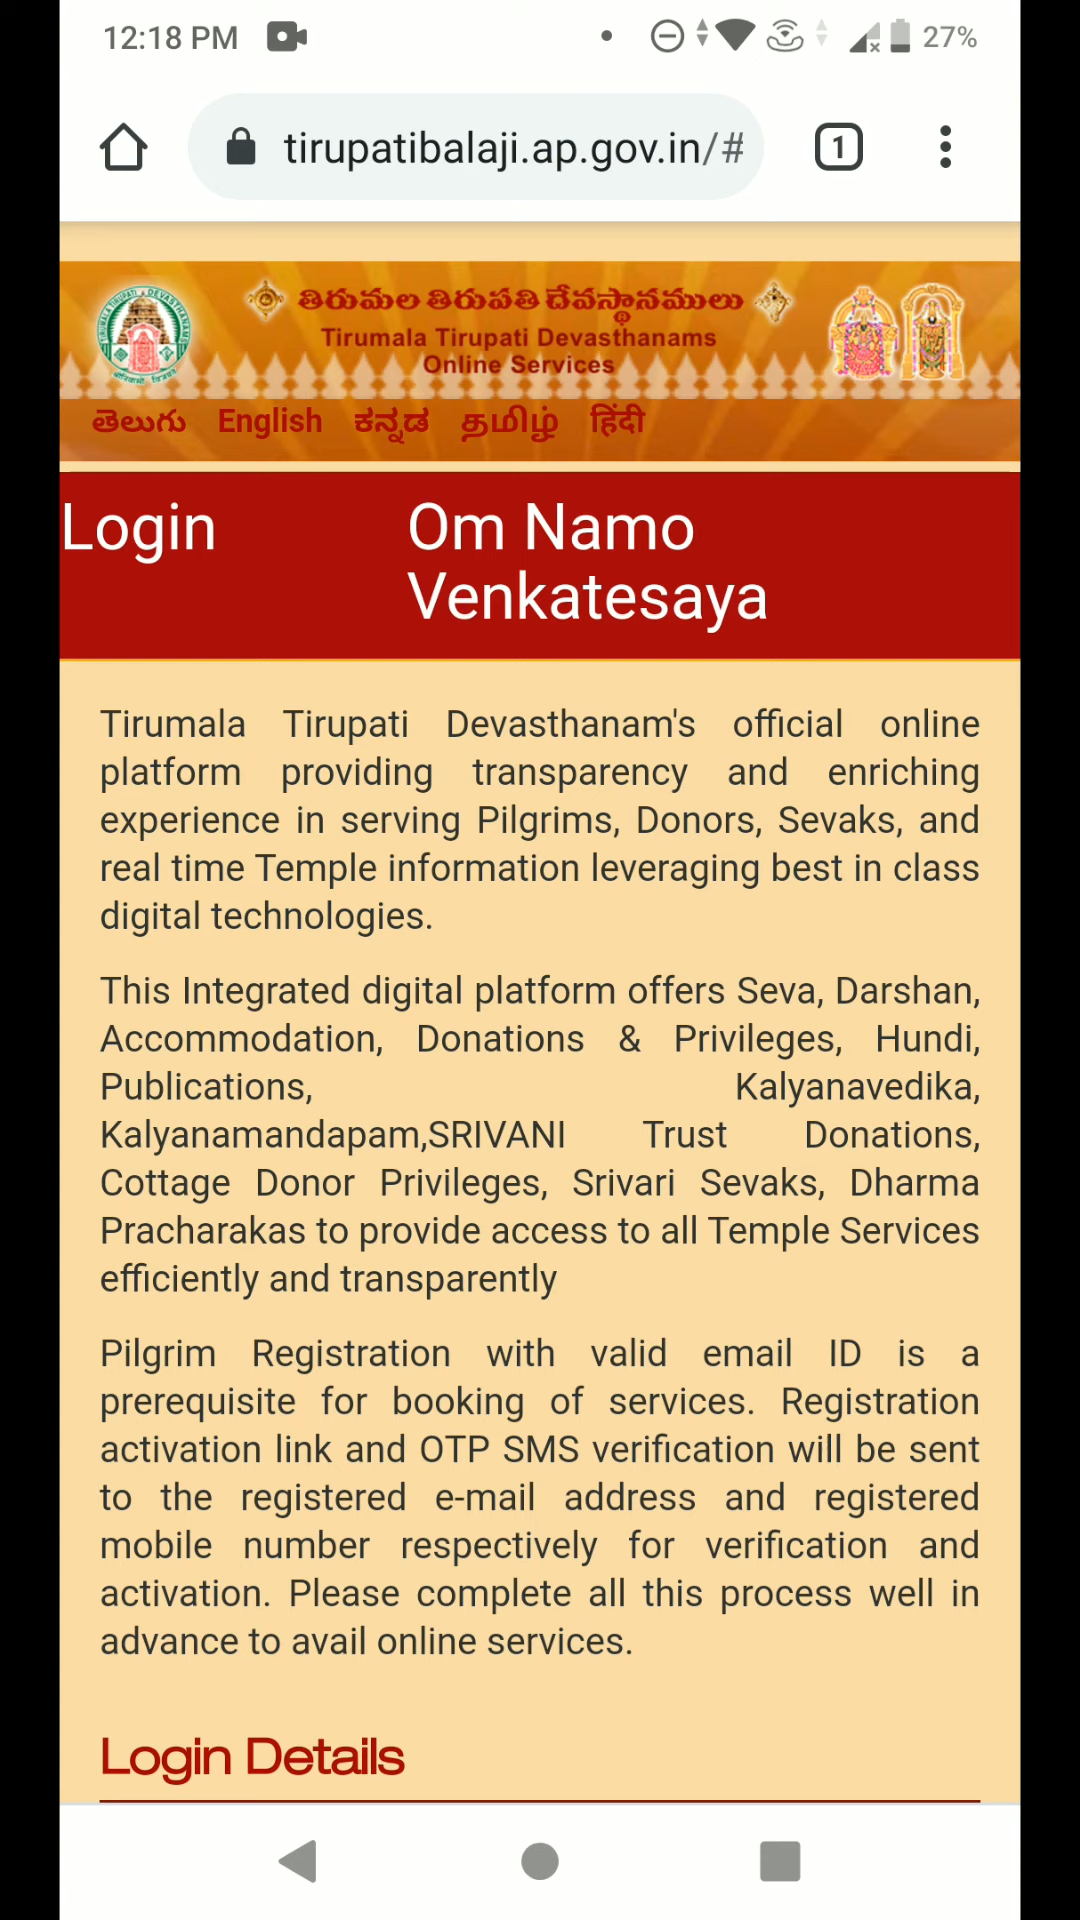 12:18 PM
27%
tirupatibalaji.ap.gov.in/#
1
తిరుమల తిరుపతి దేవస్థానములు
Tirumala Tirupati Devasthanams
Online Services
తెలుగు English ಕನ್ನಡ தமிழ் हिंदी
Login
Om Namo
Venkatesaya
Tirumala Tirupati Devasthanam's official online
platform providing transparency and enriching
experience in serving Pilgrims, Donors, Sevaks, and
real time Temple information leveraging best in class
digital technologies.
This Integrated digital platform offers Seva, Darshan,
Accommodation, Donations & Privileges, Hundi,
Publications, Kalyanavedika,
Kalyanamandapam,SRIVANI Trust Donations,
Cottage Donor Privileges, Srivari Sevaks, Dharma
Pracharakas to provide access to all Temple Services
efficiently and transparently
Pilgrim Registration with valid email ID is a
prerequisite for booking of services. Registration
activation link and OTP SMS verification will be sent
to the registered e-mail address and registered
mobile number respectively for verification and
activation. Please complete all this process well in
advance to avail online services.
Login Details